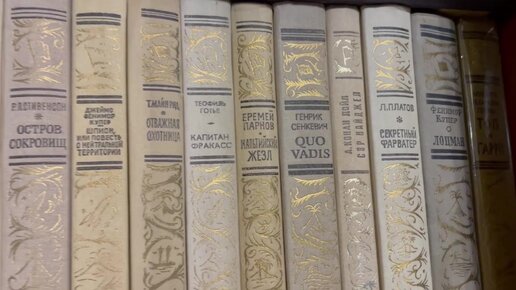 Р.СТИВЕНСОН
ОСТРОВ
СОКРОВИЩ
ДЖЕЙМС
ФЕНИМОР
КУПЕР
ШПИОН,
ИЛИ ПОВЕСТЬ
О НЕЙТРАЛЬНОЙ
ТЕРРИТОРИИ
Т.МАЙН РИД
ОТВАЖНАЯ
ОХОТНИЦА
ТЕОФИЛЬ
ГОТЬЕ
КАПИТАН
ФРАКАСС
ЕРЕМЕЙ
ПАРНОВ
МАЛЬТИЙСКИЙ
ЖЕЗЛ
ГЕНРИК
СЕНКЕВИЧ
QUO
VADIS
А.КОНАН ДОЙЛ
СЭР НАЙДЖЕЛ
Л.ПЛАТОВ
СЕКРЕТНЫЙ
ФАРВАТЕР
ФЕНИМОР
КУПЕР
ЛОЦМАН